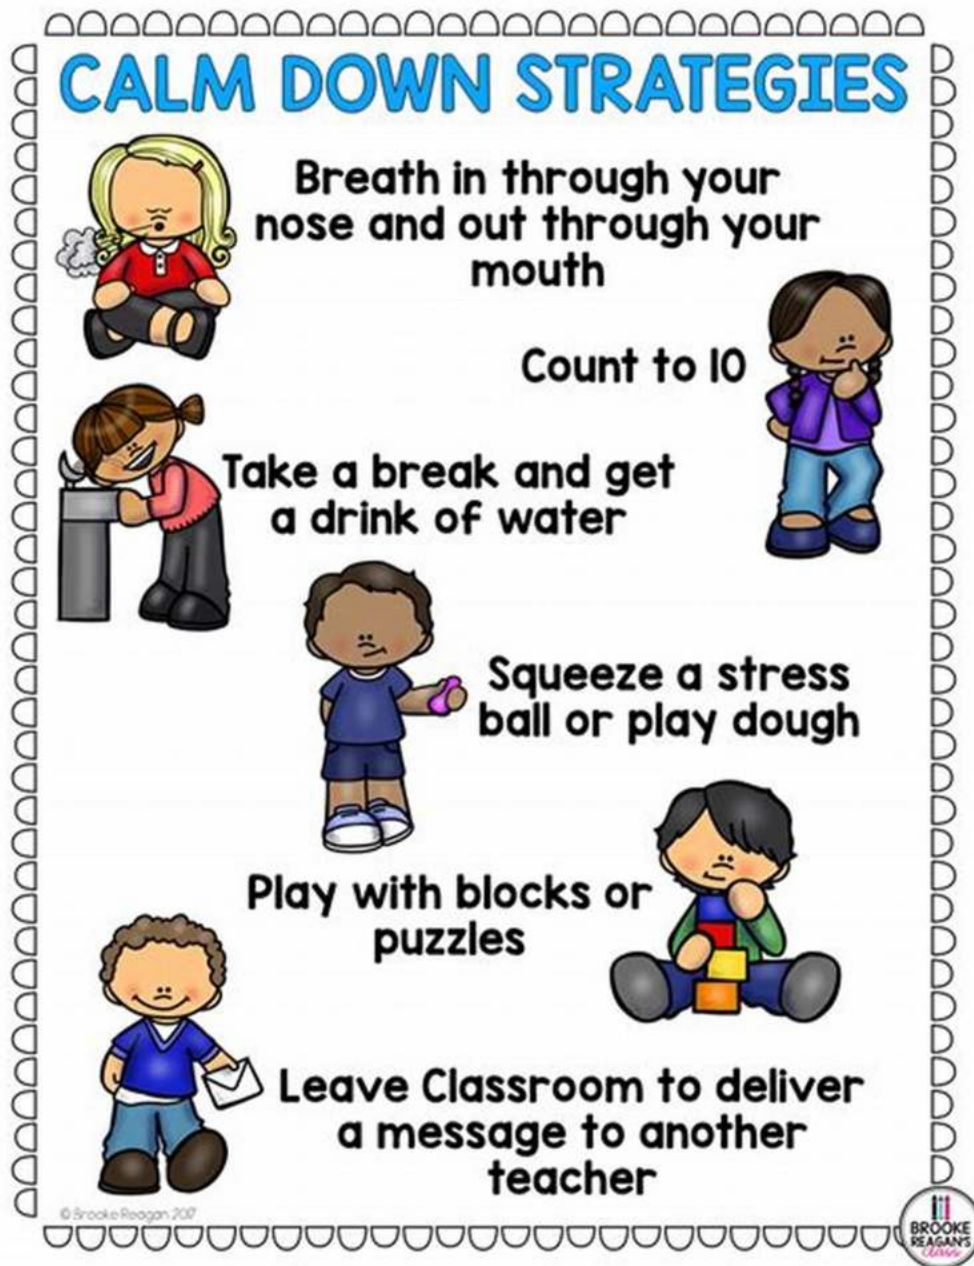 CALM DOWN STRATEGIES
Breath in through your
nose and out through your
mouth
Count to 10
Take a break and get
a drink of water
Squeeze a stress
ball or play dough
Play with blocks or
puzzles
Leave Classroom to deliver
a message to another
teacher
© Brooke Reagan 2017
BROOKE
REAGAN'S
class